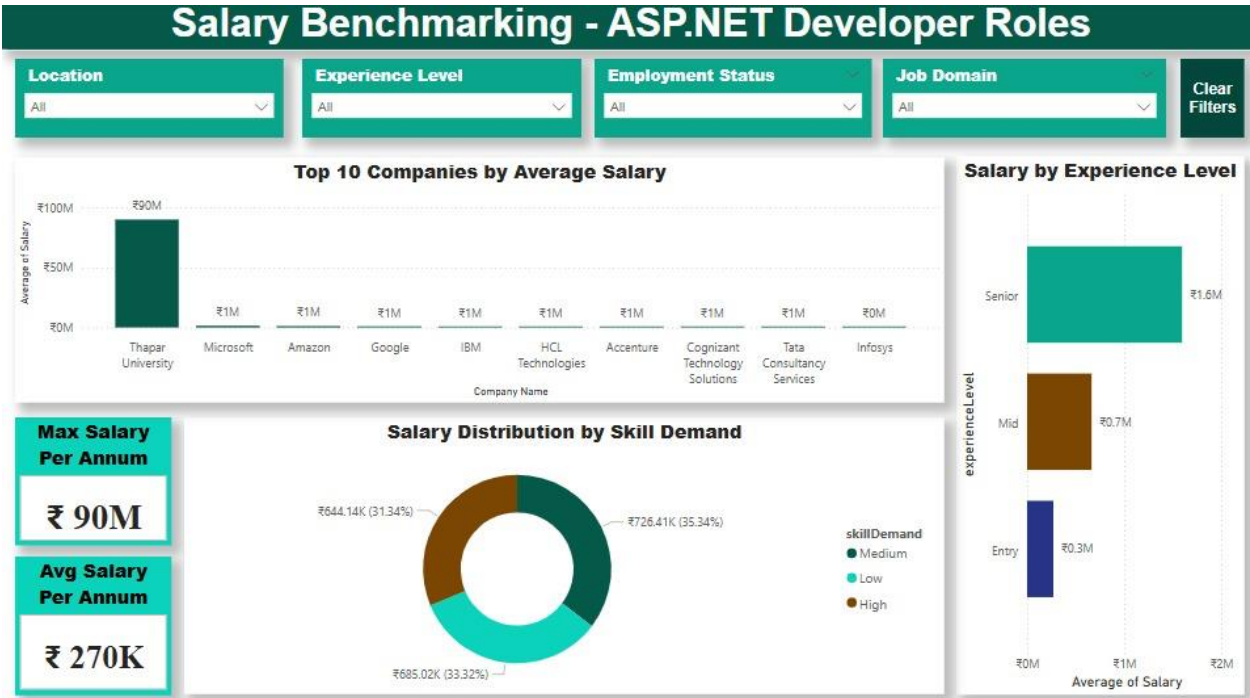 Salary Benchmarking - ASP.NET Developer Roles
Location
All
Experience Level
All
Employment Status
All
Job Domain
All
Clear
Filters
Top 10 Companies by Average Salary
Average of Salary
₹100M
₹50M
₹0M
₹90M
₹1M
₹1M
₹1M
₹1M
₹1M
₹1M
₹1M
₹1M
₹0M
Thapar
University
Microsoft
Amazon
Google
IBM
HCL
Technologies
Accenture
Cognizant
Technology
Solutions
Tata
Consultancy
Services
Infosys
Company Name
Salary by Experience Level
experienceLevel
Senior
₹1.6M
Mid
₹0.7M
Entry
₹0.3M
₹0M
₹1M
₹2M
Average of Salary
Max Salary
Per Annum
₹ 90M
Avg Salary
Per Annum
₹ 270K
Salary Distribution by Skill Demand
₹644.14K (31.34%)
₹726.41K (35.34%)
₹685.02K (33.32%)
skillDemand
Medium
Low
High